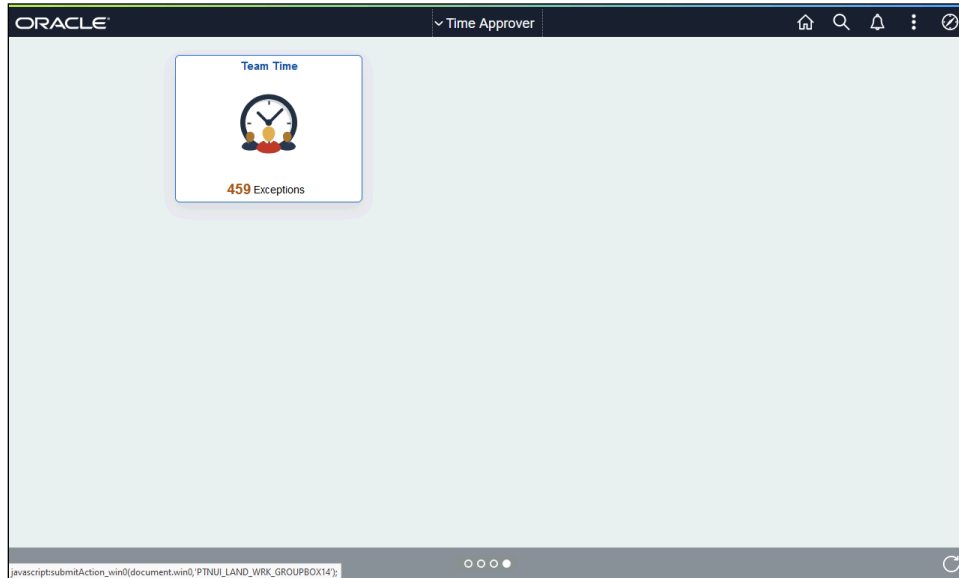 ORACLE
Time Approver
Team Time
459 Exceptions
javascript:submitAction_win0(document.win0,'PTNUI_LAND_WRK_GROUPBOX14');